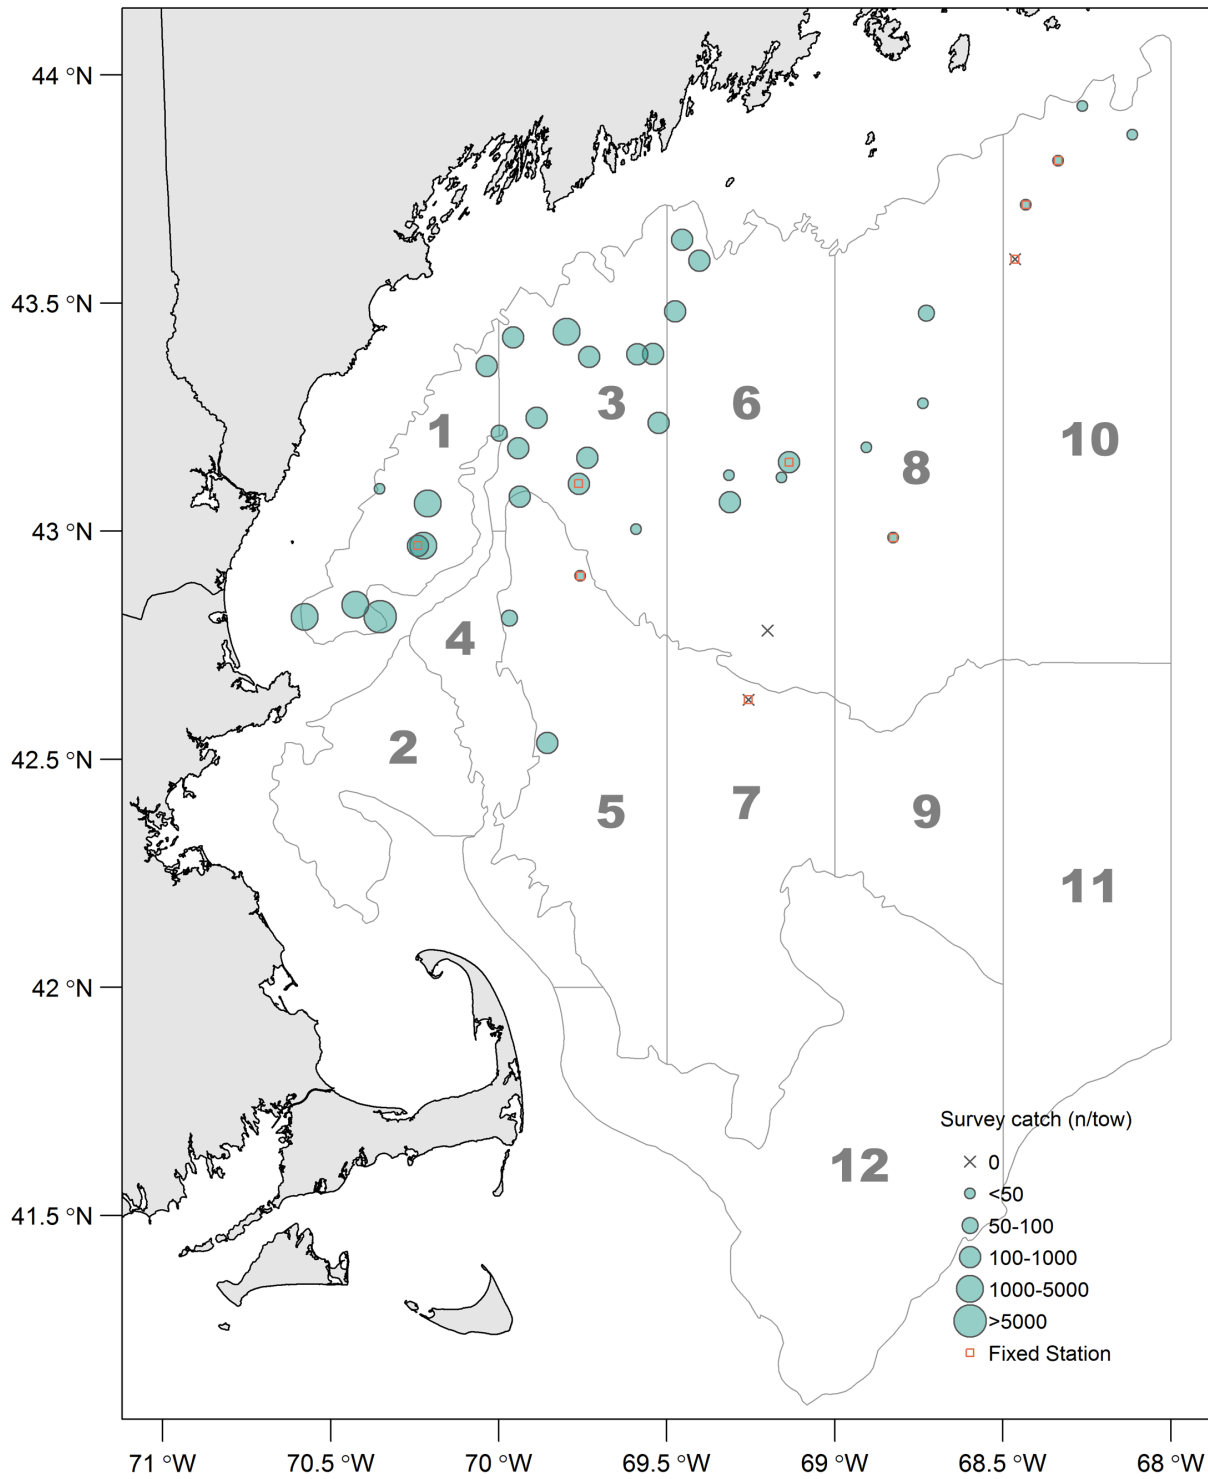 44 °N
43.5 °N
43 °N
42.5 °N
42 °N
41.5 °N
1
3
6
8
10
4
2
5
7
9
11
12
Survey catch (n/tow)
0
<50
50-100
100-1000
1000-5000
>5000
Fixed Station
71 °W
70.5 °W
70 °W
69.5 °W
69 °W
68.5 °W
68 °W